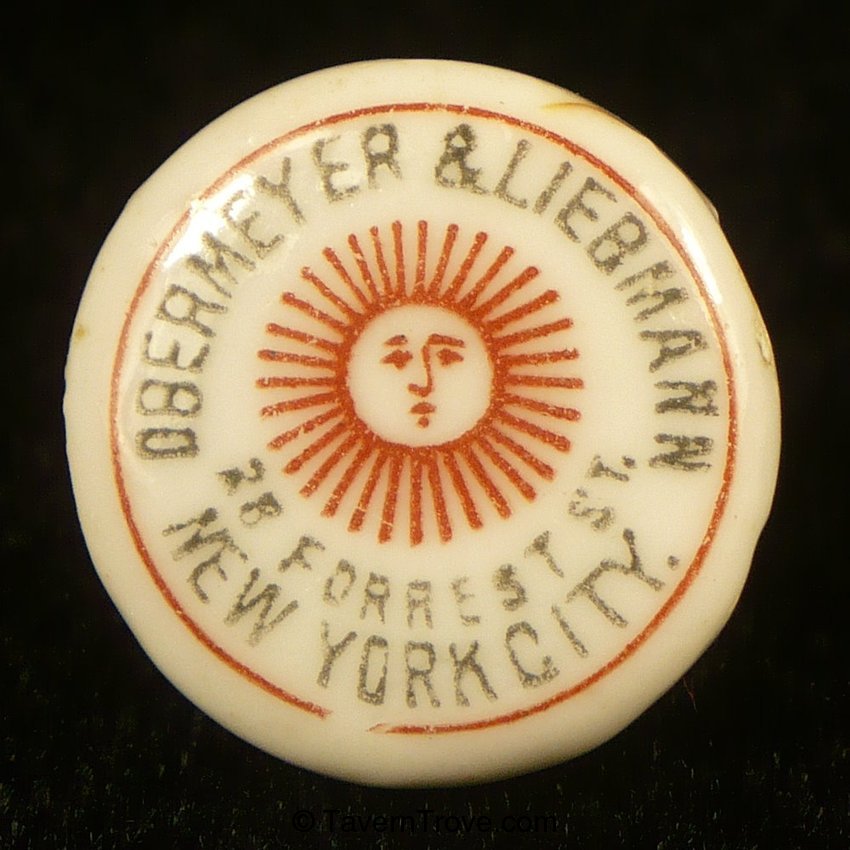 OBERMEYER & LIEBMANN
28 FORREST ST.
NEW YORK CITY.
© TavernTrove.com